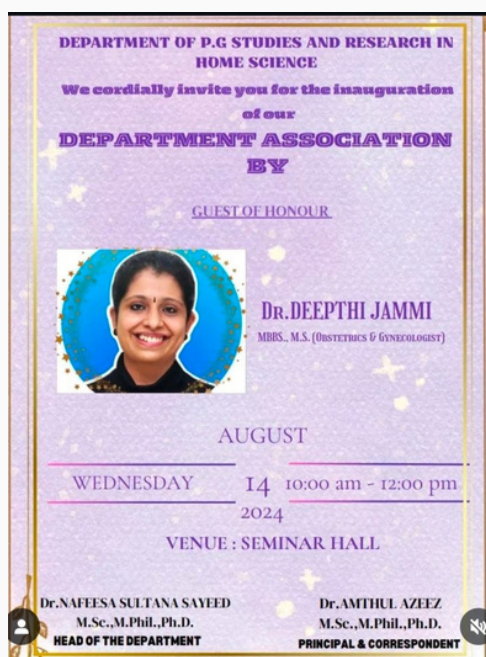 DEPARTMENT OF P.G STUDIES AND RESEARCH IN
HOME SCIENCE
We cordially invite you for the inauguration
of our
DEPARTMENT ASSOCIATION
BY
GUEST OF HONOUR
Dr.DEEPTHI JAMMI
MBBS., M.S. (Obstetrics & Gynecologist)
AUGUST
WEDNESDAY 14 10:00 am - 12:00 pm
2024
VENUE : SEMINAR HALL
Dr.NAFEESA SULTANA SAYEED
M.Sc.,M.Phil.,Ph.D.
HEAD OF THE DEPARTMENT
Dr.AMTHUL AZEEZ
M.Sc.,M.Phil.,Ph.D.
PRINCIPAL & CORRESPONDENT